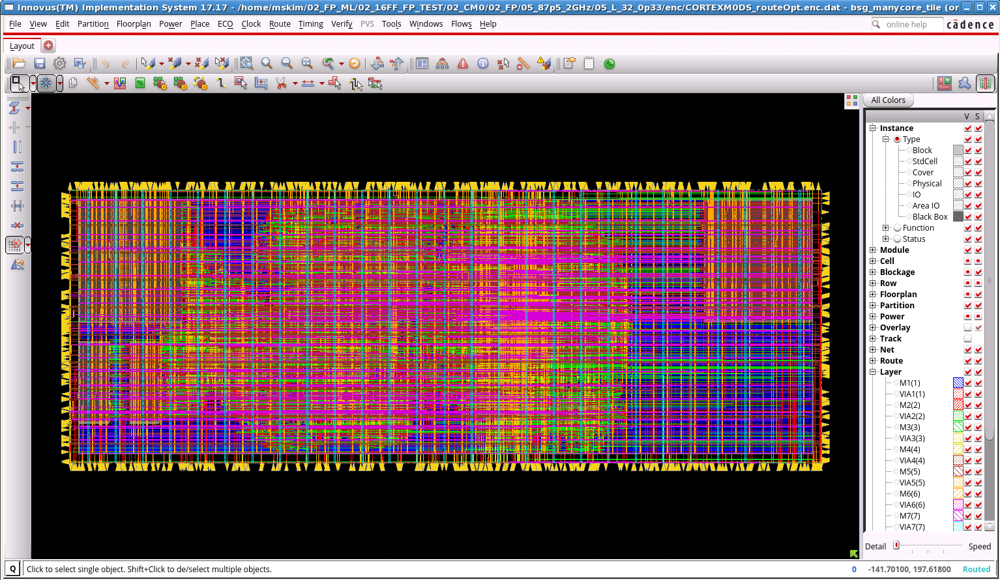 Innovus(TM) Implementation System 17.17 - /home/mskim/02_FP_ML/02_16FF_FP_TEST/02_CM0/02_FP/05_87p5_2GHz/05_L_32_0p33/enc/CORTEXM0DS_routeOpt.enc.dat - bsg_manycore_tile (or
File View Edit Partition Floorplan Power Place ECO Clock Route Timing Verify PVS Tools Windows Flows Help
online help
cādence
Layout
All Colors
V S
Instance
Type
Block
StdCell
Cover
Physical
IO
Area IO
Black Box
Function
Status
Module
Cell
Blockage
Row
Floorplan
Partition
Power
Overlay
Track
Net
Route
Layer
M1(1)
VIA1(1)
M2(2)
VIA2(2)
M3(3)
VIA3(3)
M4(4)
VIA4(4)
M5(5)
VIA5(5)
M6(6)
VIA6(6)
M7(7)
VIA7(7)
Detail Speed
Q Click to select single object. Shift+Click to de/select multiple objects. 0 -141.70100, 197.61800 Routed